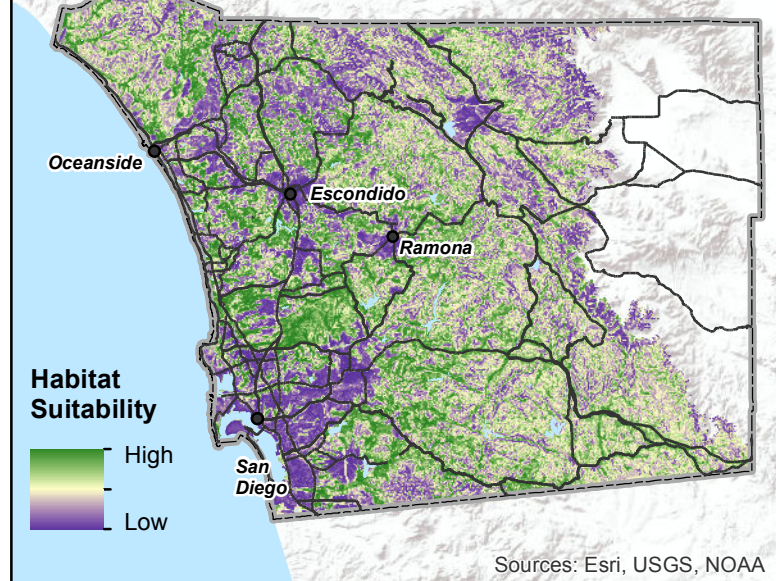 Oceanside
Escondido
Ramona
Habitat
Suitability
High
Low
San
Diego
Sources: Esri, USGS, NOAA